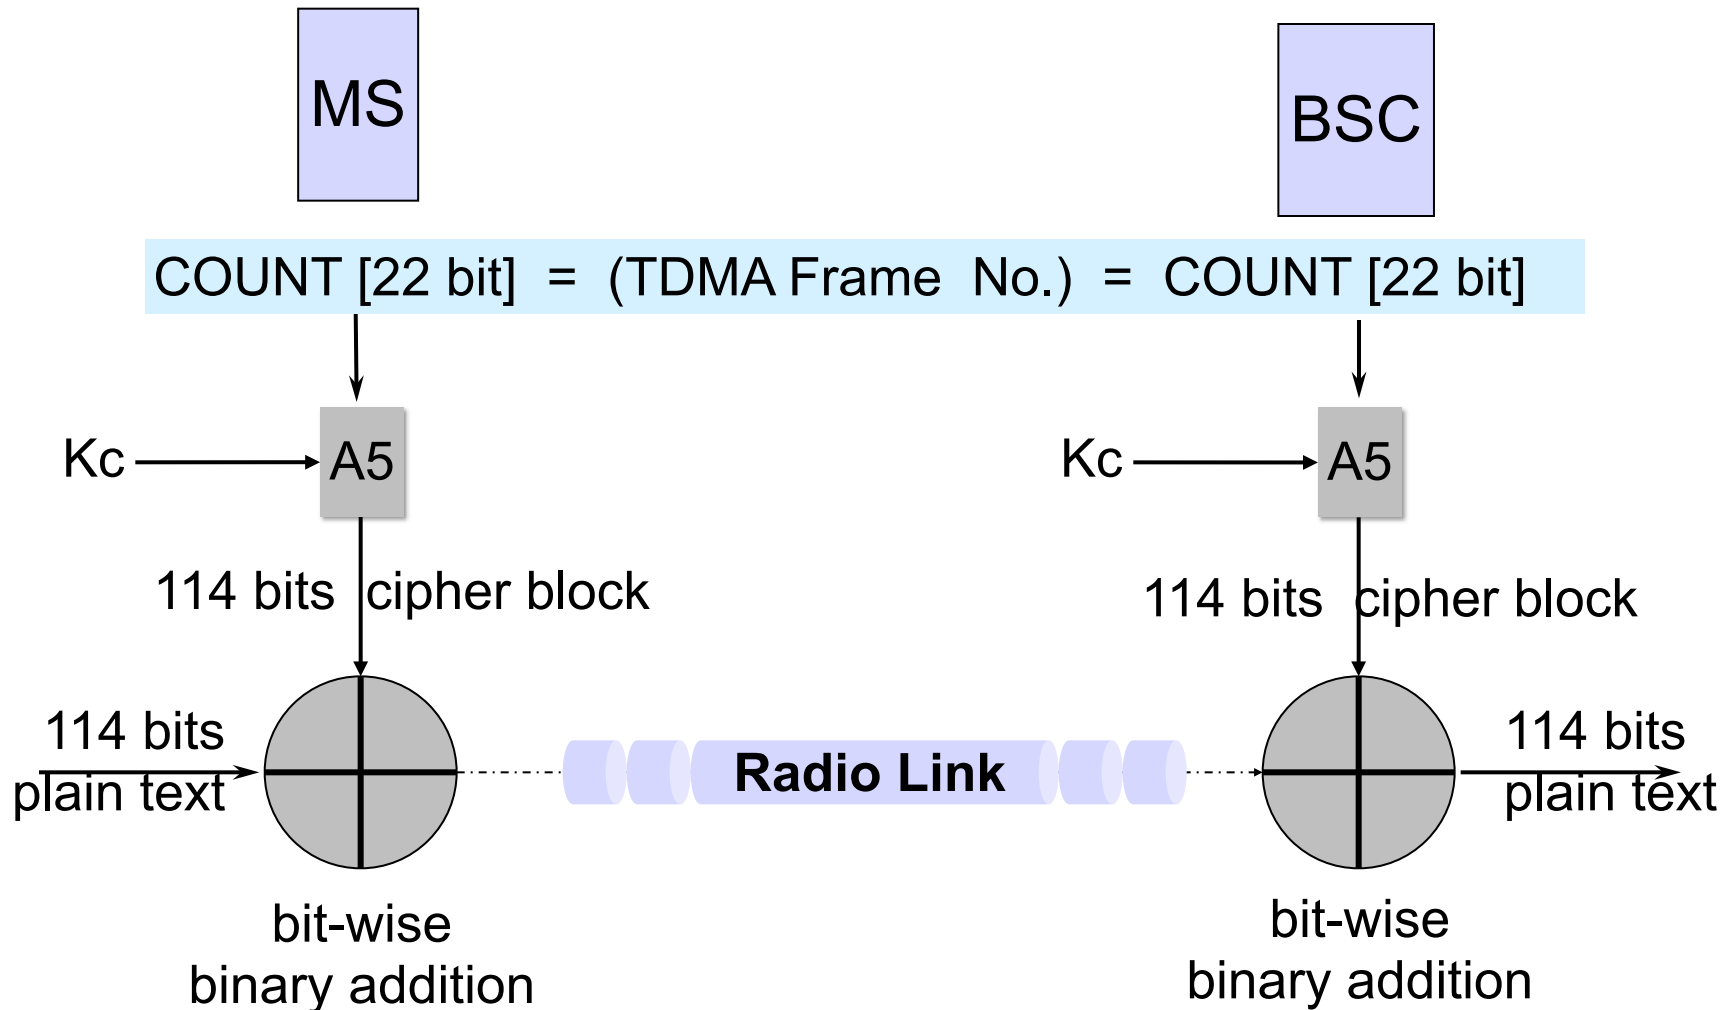 MS
BSC
COUNT [22 bit] = (TDMA Frame No.) = COUNT [22 bit]
Kc
A5
Kc
A5
114 bits cipher block
114 bits cipher block
114 bits
plain text
Radio Link
114 bits
plain text
bit-wise
binary addition
bit-wise
binary addition